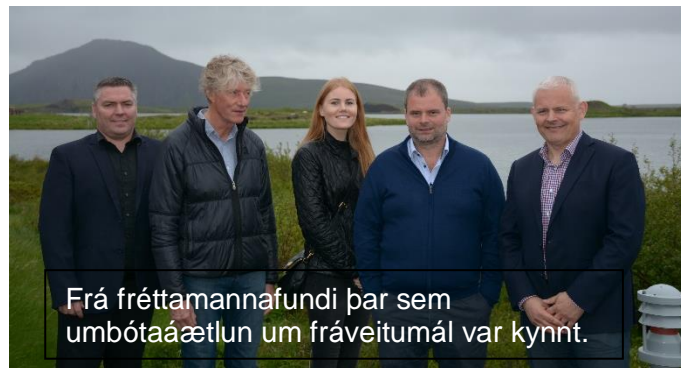 Frá fréttamannafundi þar sem
umbótaáætlun um fráveitumál var kynnt.